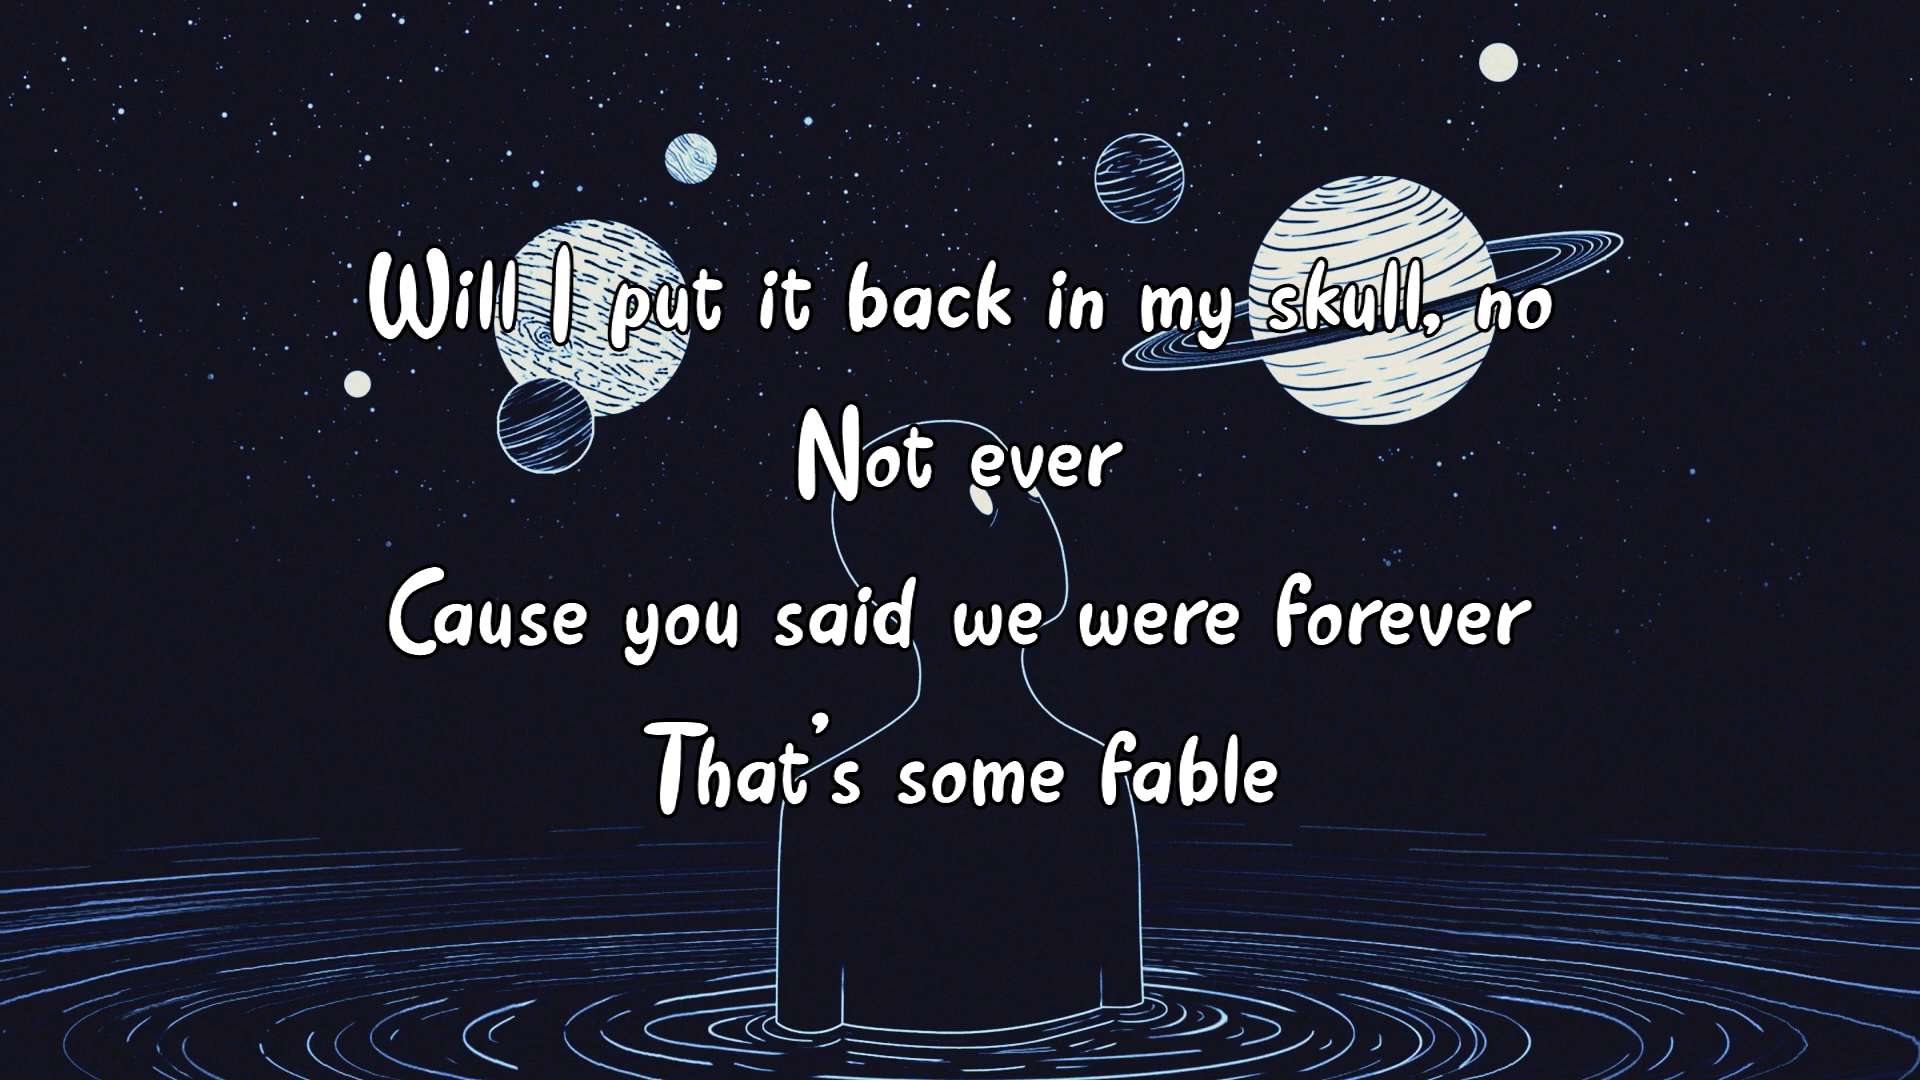 Will I put it back in my skull, no
Not ever
Cause you said we were forever
That's some fable